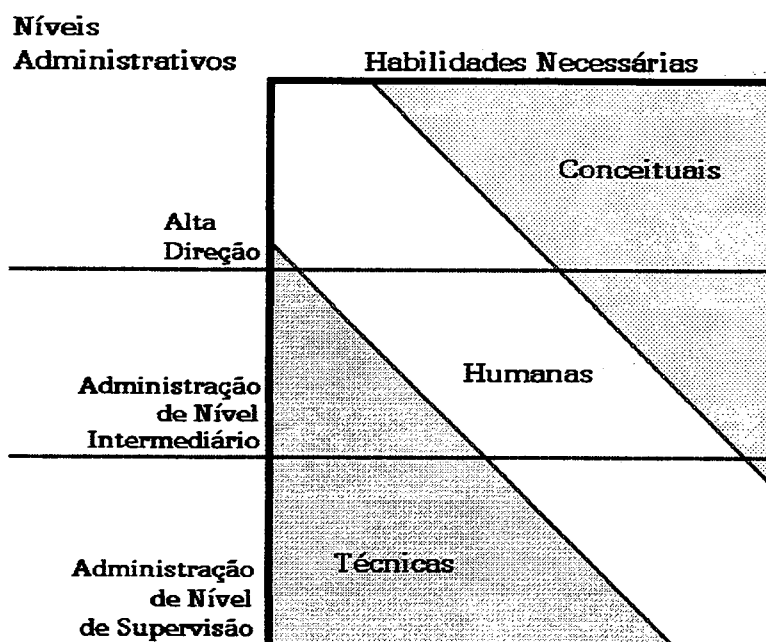 Níveis
Administrativos
Habilidades Necessárias
Conceituais
Alta
Direção
Humanas
Administração
de Nível
Intermediário
Técnicas
Administração
de Nível
de Supervisão